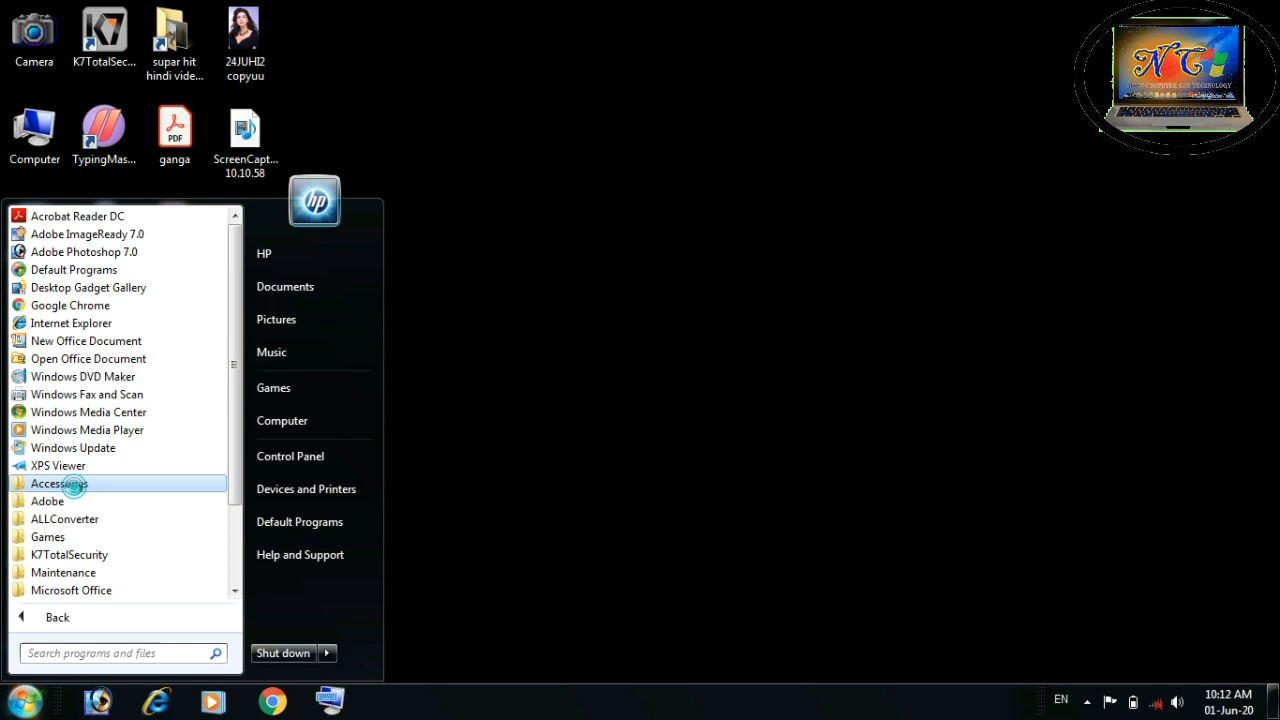 Camera
K7TotalSec...
supar hit
hindi vide...
24JUHI2
copyuu
Computer
TypingMas...
PDF
ganga
ScreenCapt...
10.10.58
NCT
Acrobat Reader DC
Adobe ImageReady 7.0
Adobe Photoshop 7.0
Default Programs
Desktop Gadget Gallery
Google Chrome
Internet Explorer
New Office Document
Open Office Document
Windows DVD Maker
Windows Fax and Scan
Windows Media Center
Windows Media Player
Windows Update
XPS Viewer
Accessories
Adobe
ALLConverter
Games
K7TotalSecurity
Maintenance
Microsoft Office
Back
Search programs and files
hp
HP
Documents
Pictures
Music
Games
Computer
Control Panel
Devices and Printers
Default Programs
Help and Support
Shut down
EN
10:12 AM
01-Jun-20